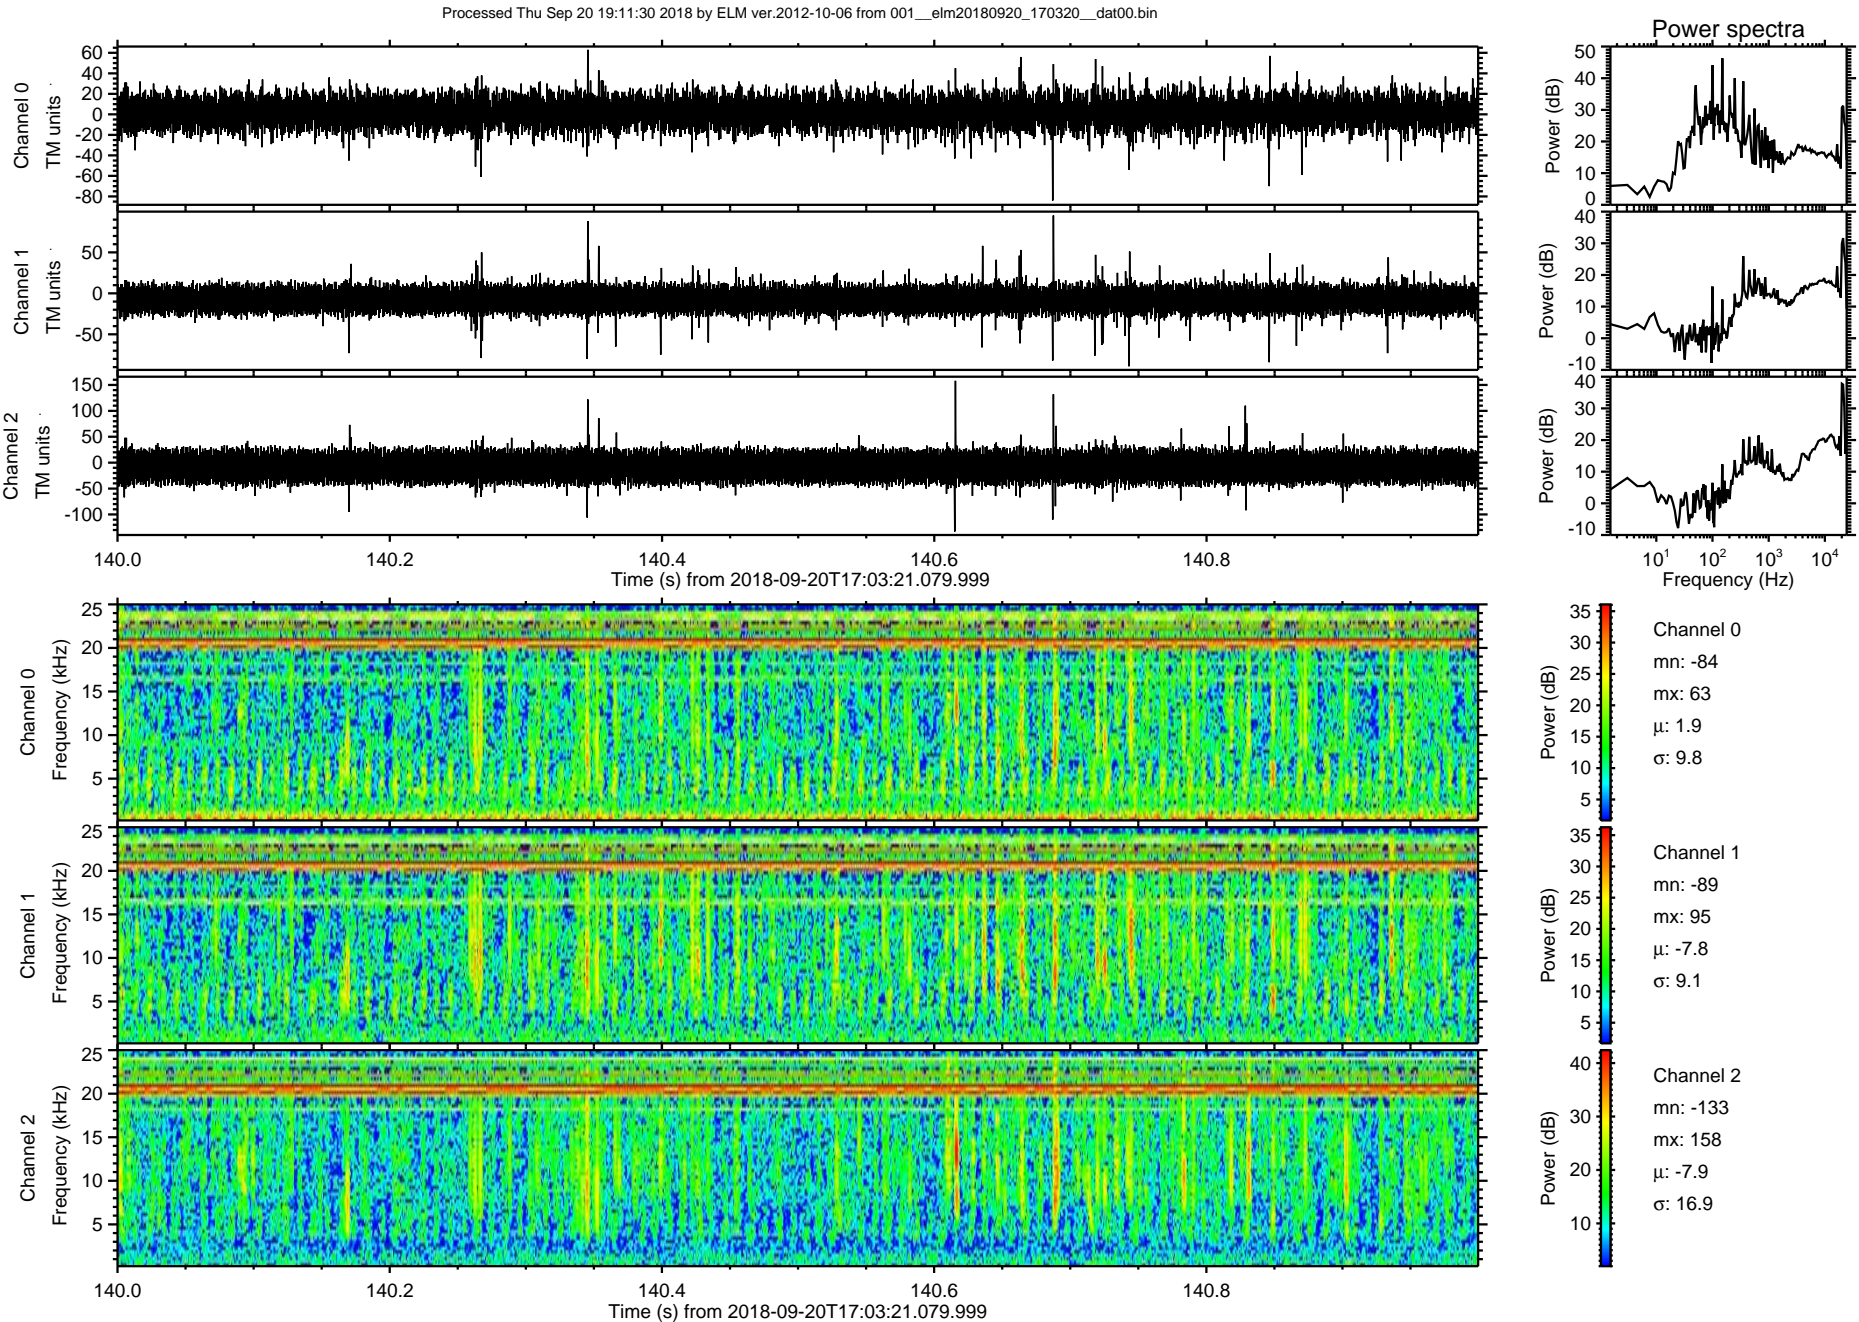 Processed Thu Sep 20 19:11:30 2018 by ELM ver.2012-10-06 from 001__elm20180920_170320__dat00.bin
Power spectra
Channel 0
TM units
60
40
20
0
-20
-40
-60
-80
Power (dB)
50
40
30
20
10
0
Channel 1
TM units
50
0
-50
Power (dB)
40
30
20
10
0
-10
Channel 2
TM units
150
100
50
0
-50
-100
Power (dB)
40
30
20
10
0
-10
140.0 140.2 140.4 140.6 140.8
Time (s) from 2018-09-20T17:03:21.079.999
10¹ 10² 10³ 10⁴
Frequency (Hz)
Channel 0
Frequency (kHz)
25
20
15
10
5
Power (dB)
35
30
25
20
15
10
5
Channel 0
mn: -84
mx: 63
μ: 1.9
σ: 9.8
Channel 1
Frequency (kHz)
25
20
15
10
5
Power (dB)
35
30
25
20
15
10
5
Channel 1
mn: -89
mx: 95
μ: -7.8
σ: 9.1
Channel 2
Frequency (kHz)
25
20
15
10
5
Power (dB)
40
30
20
10
Channel 2
mn: -133
mx: 158
μ: -7.9
σ: 16.9
140.0 140.2 140.4 140.6 140.8
Time (s) from 2018-09-20T17:03:21.079.999